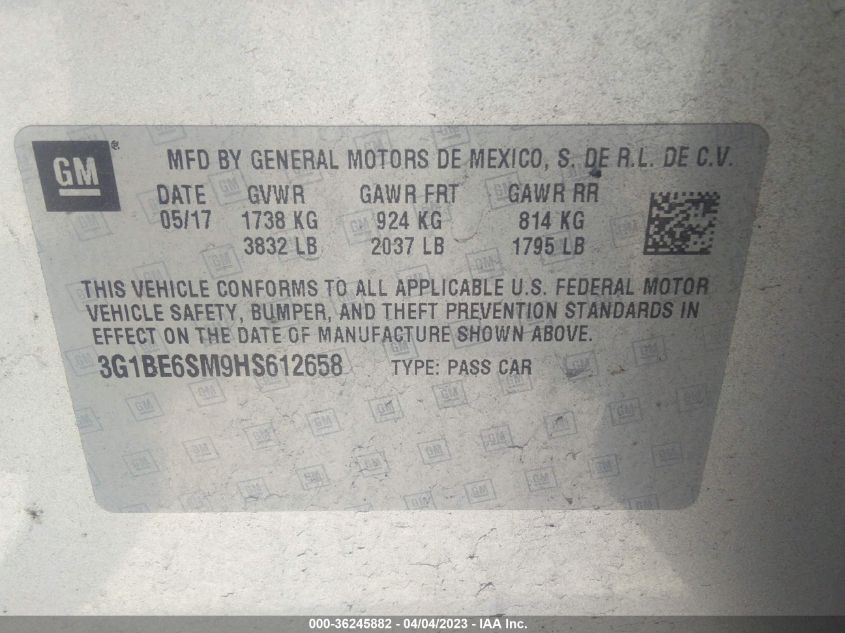 GM
MFD BY GENERAL MOTORS DE MEXICO, S. DE R.L. DE C.V.
DATE GVWR GAWR FRT GAWR RR
05/17 1738 KG 924 KG 814 KG
3832 LB 2037 LB 1795 LB
THIS VEHICLE CONFORMS TO ALL APPLICABLE U.S. FEDERAL MOTOR
VEHICLE SAFETY, BUMPER, AND THEFT PREVENTION STANDARDS IN
EFFECT ON THE DATE OF MANUFACTURE SHOWN ABOVE.
3G1BE6SM9HS612658 TYPE: PASS CAR
000-36245882 - 04/04/2023 - IAA Inc.